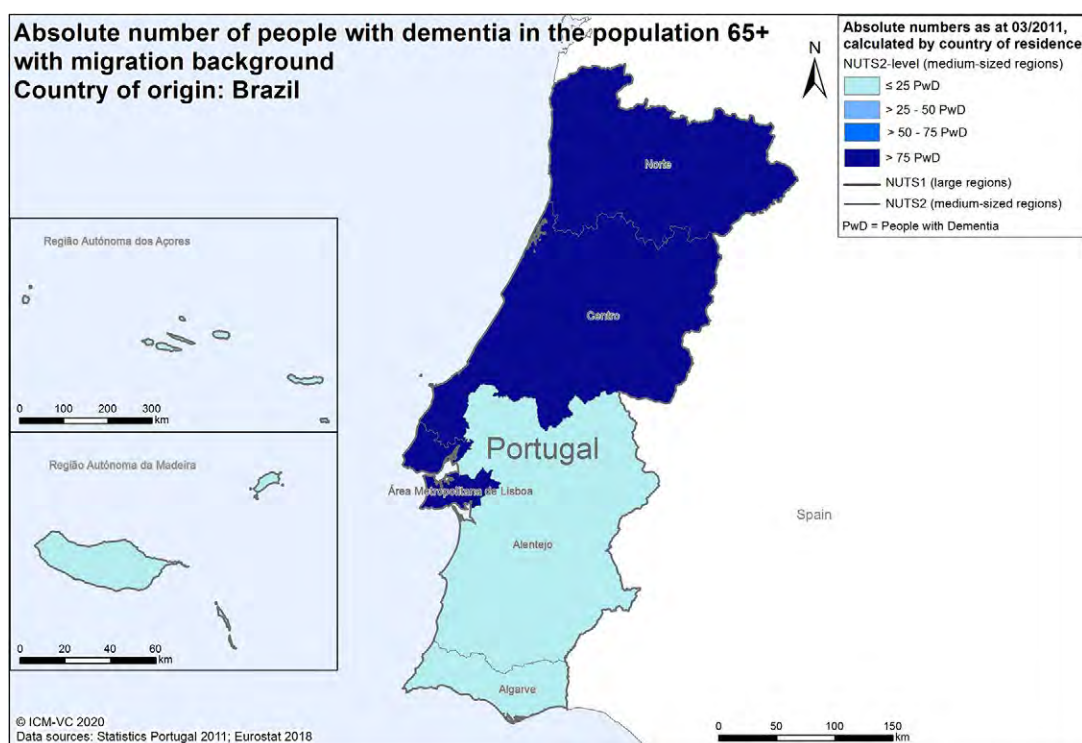 Absolute number of people with dementia in the population 65+
with migration background
Country of origin: Brazil
N
Absolute numbers as at 03/2011,
calculated by country of residence
NUTS2-level (medium-sized regions)
≤ 25 PwD
> 25 - 50 PwD
> 50 - 75 PwD
> 75 PwD
NUTS1 (large regions)
NUTS2 (medium-sized regions)
PwD = People with Dementia
Norte
Região Autónoma dos Açores
Centro
0 100 200 300
km
Portugal
Região Autónoma da Madeira
Área Metropolitana de Lisboa
Spain
Alentejo
0 20 40 60
km
Algarve
© ICM-VC 2020
Data sources: Statistics Portugal 2011; Eurostat 2018
0 50 100 150
km